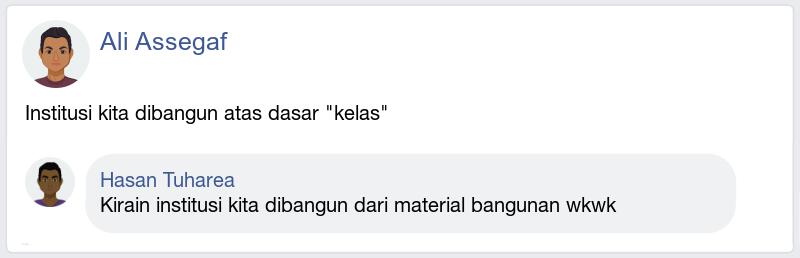 Ali Assegaf
Institusi kita dibangun atas dasar "kelas"
Hasan Tuharea
Kirain institusi kita dibangun dari material bangunan wkwk